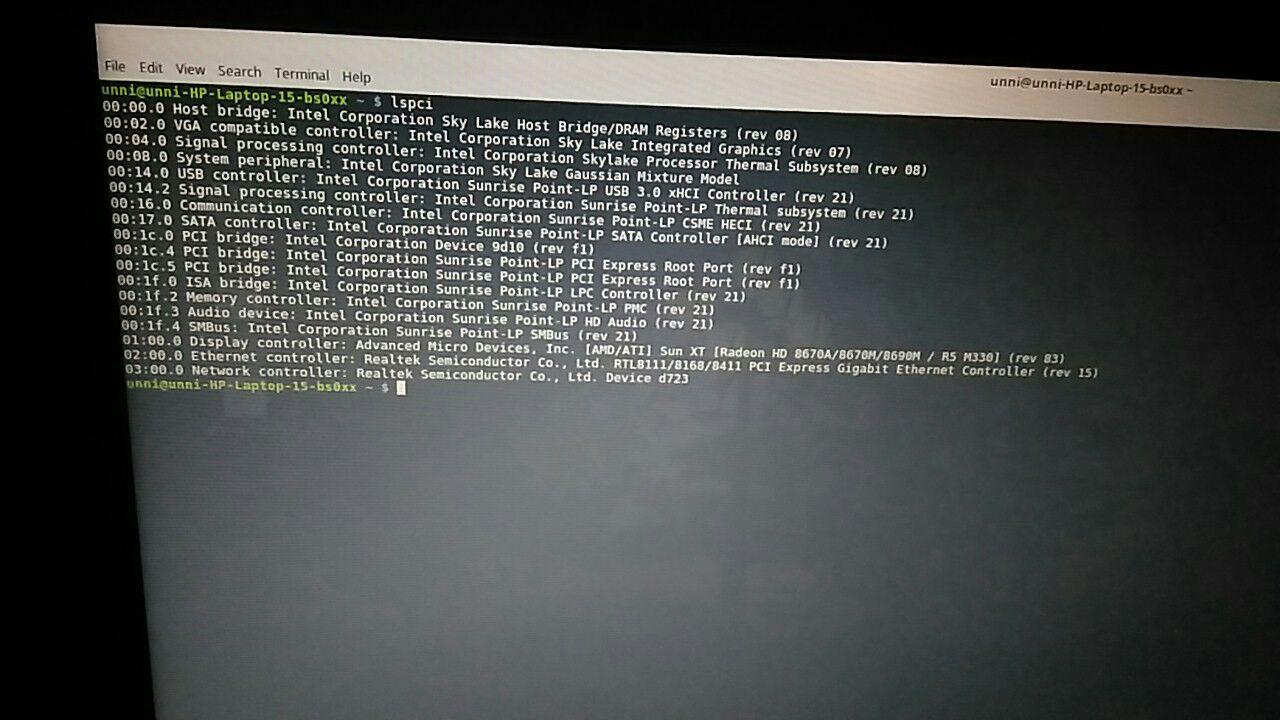 File Edit View Search Terminal Help
unni@unni-HP-Laptop-15-bs0xx ~
unni@unni-HP-Laptop-15-bs0xx ~ $ lspci
00:00.0 Host bridge: Intel Corporation Sky Lake Host Bridge/DRAM Registers (rev 08)
00:02.0 VGA compatible controller: Intel Corporation Sky Lake Integrated Graphics (rev 07)
00:04.0 Signal processing controller: Intel Corporation Skylake Processor Thermal Subsystem (rev 08)
00:08.0 System peripheral: Intel Corporation Sky Lake Gaussian Mixture Model
00:14.0 USB controller: Intel Corporation Sunrise Point-LP USB 3.0 xHCI Controller (rev 21)
00:14.2 Signal processing controller: Intel Corporation Sunrise Point-LP Thermal subsystem (rev 21)
00:16.0 Communication controller: Intel Corporation Sunrise Point-LP CSME HECI (rev 21)
00:17.0 SATA controller: Intel Corporation Sunrise Point-LP SATA Controller [AHCI mode] (rev 21)
00:1c.0 PCI bridge: Intel Corporation Device 9d10 (rev f1)
00:1c.4 PCI bridge: Intel Corporation Sunrise Point-LP PCI Express Root Port (rev f1)
00:1c.5 PCI bridge: Intel Corporation Sunrise Point-LP PCI Express Root Port (rev f1)
00:1f.0 ISA bridge: Intel Corporation Sunrise Point-LP LPC Controller (rev 21)
00:1f.2 Memory controller: Intel Corporation Sunrise Point-LP PMC (rev 21)
00:1f.3 Audio device: Intel Corporation Sunrise Point-LP HD Audio (rev 21)
00:1f.4 SMBus: Intel Corporation Sunrise Point-LP SMBus (rev 21)
01:00.0 Display controller: Advanced Micro Devices, Inc. [AMD/ATI] Sun XT [Radeon HD 8670A/8670M/8690M / R5 M330] (rev 83)
02:00.0 Ethernet controller: Realtek Semiconductor Co., Ltd. RTL8111/8168/8411 PCI Express Gigabit Ethernet Controller (rev 15)
03:00.0 Network controller: Realtek Semiconductor Co., Ltd. Device d723
unni@unni-HP-Laptop-15-bs0xx ~ $